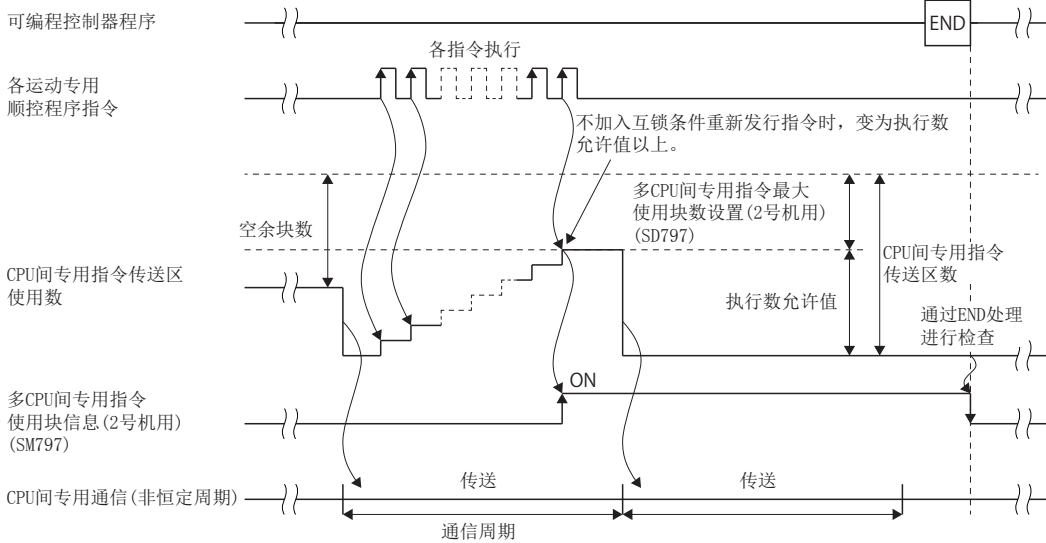 可编程控制器程序
END
各指令执行
各运动专用
顺控程序指令
不加入互锁条件重新发行指令时，变为执行数
允许值以上。
多CPU间专用指令最大
使用块数设置(2号机用)
(SD797)
空余块数
CPU间专用指令传送区
使用数
CPU间专用指令
传送区数
执行数允许值
通过END处理
进行检查
ON
多CPU间专用指令
使用块信息(2号机用)
(SM797)
传送
传送
CPU间专用通信(非恒定周期)
通信周期